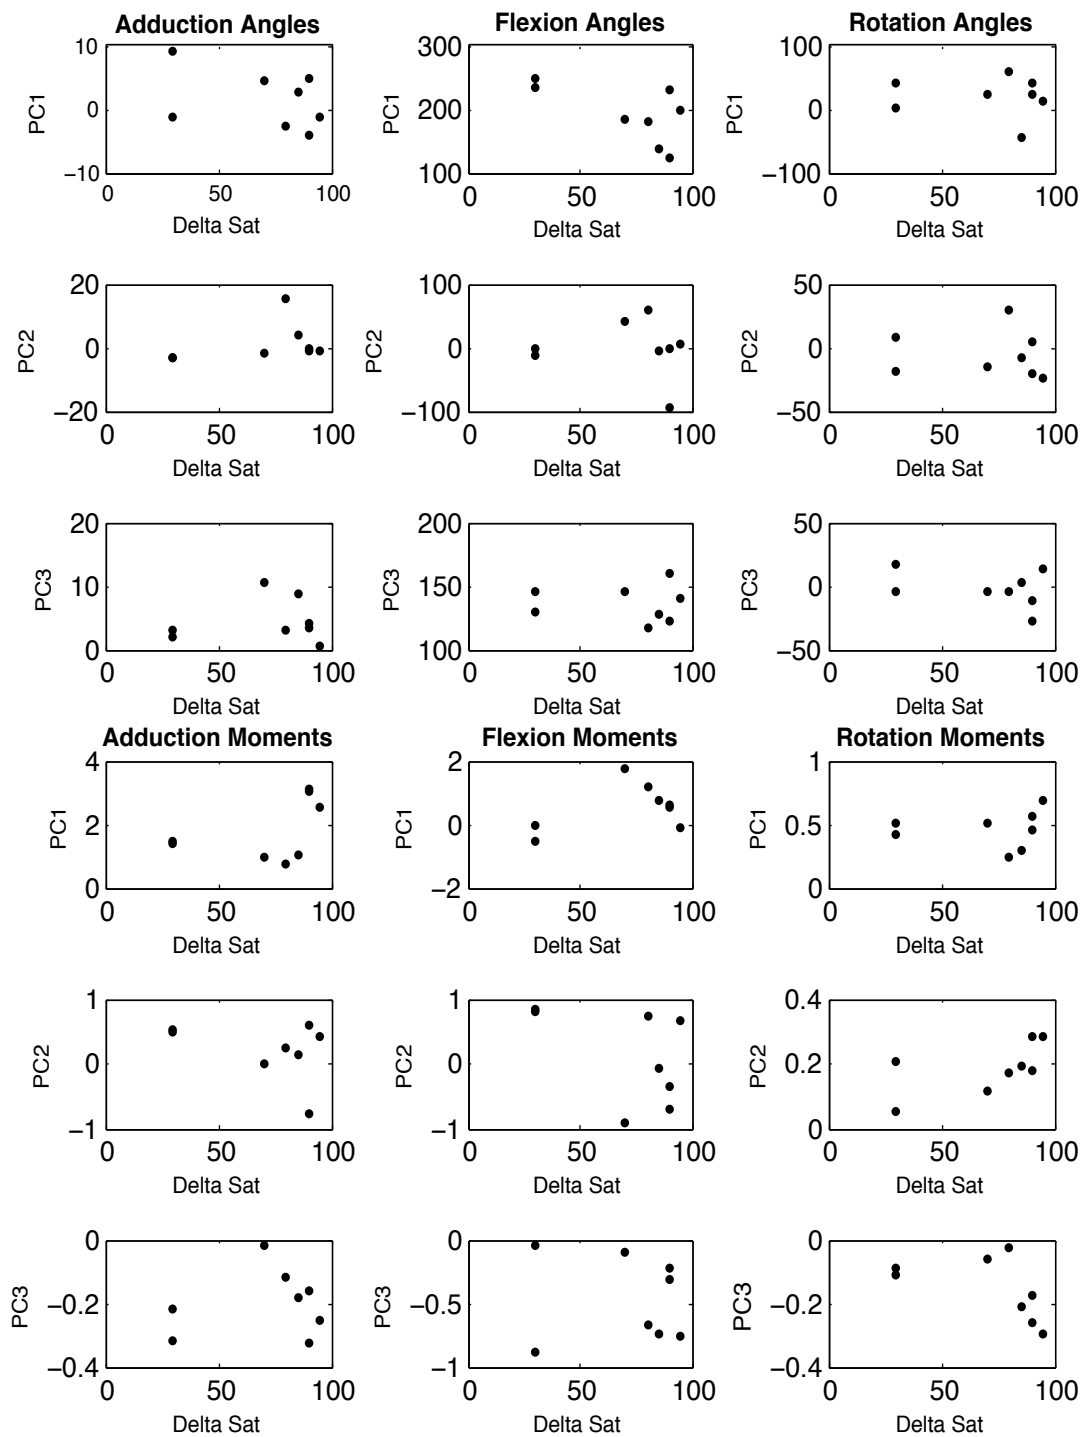 Adduction Angles Flexion Angles Rotation Angles
10 300 100
PC1 0 PC1 200 PC1 0
−10 100 −100
0 50 100 0 50 100 0 50 100
Delta Sat Delta Sat Delta Sat
20 100 50
PC2 0 PC2 0 PC2 0
−20 −100 −50
0 50 100 0 50 100 0 50 100
Delta Sat Delta Sat Delta Sat
20 200 50
PC3 10 PC3 150 PC3 0
0 100 −50
0 50 100 0 50 100 0 50 100
Delta Sat Delta Sat Delta Sat
Adduction Moments Flexion Moments Rotation Moments
4 2 1
PC1 2 PC1 0 PC1 0.5
0 −2 0
0 50 100 0 50 100 0 50 100
Delta Sat Delta Sat Delta Sat
1 1 0.4
PC2 0 PC2 0 PC2 0.2
−1 −1 0
0 50 100 0 50 100 0 50 100
Delta Sat Delta Sat Delta Sat
0 0 0
PC3 −0.2 PC3 −0.5 PC3 −0.2
−0.4 −1 −0.4
0 50 100 0 50 100 0 50 100
Delta Sat Delta Sat Delta Sat